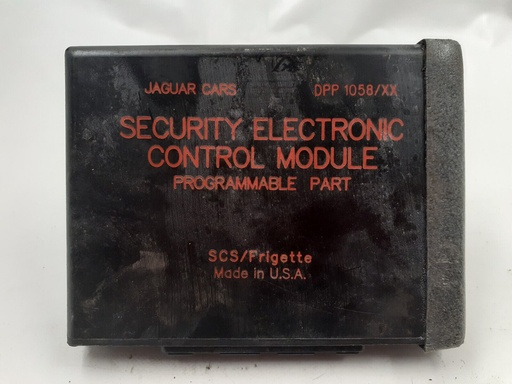 JAGUAR CARS DPP 1058/XX
SECURITY ELECTRONIC
CONTROL MODULE
PROGRAMMABLE PART
SCS/Frigette
Made in U.S.A.